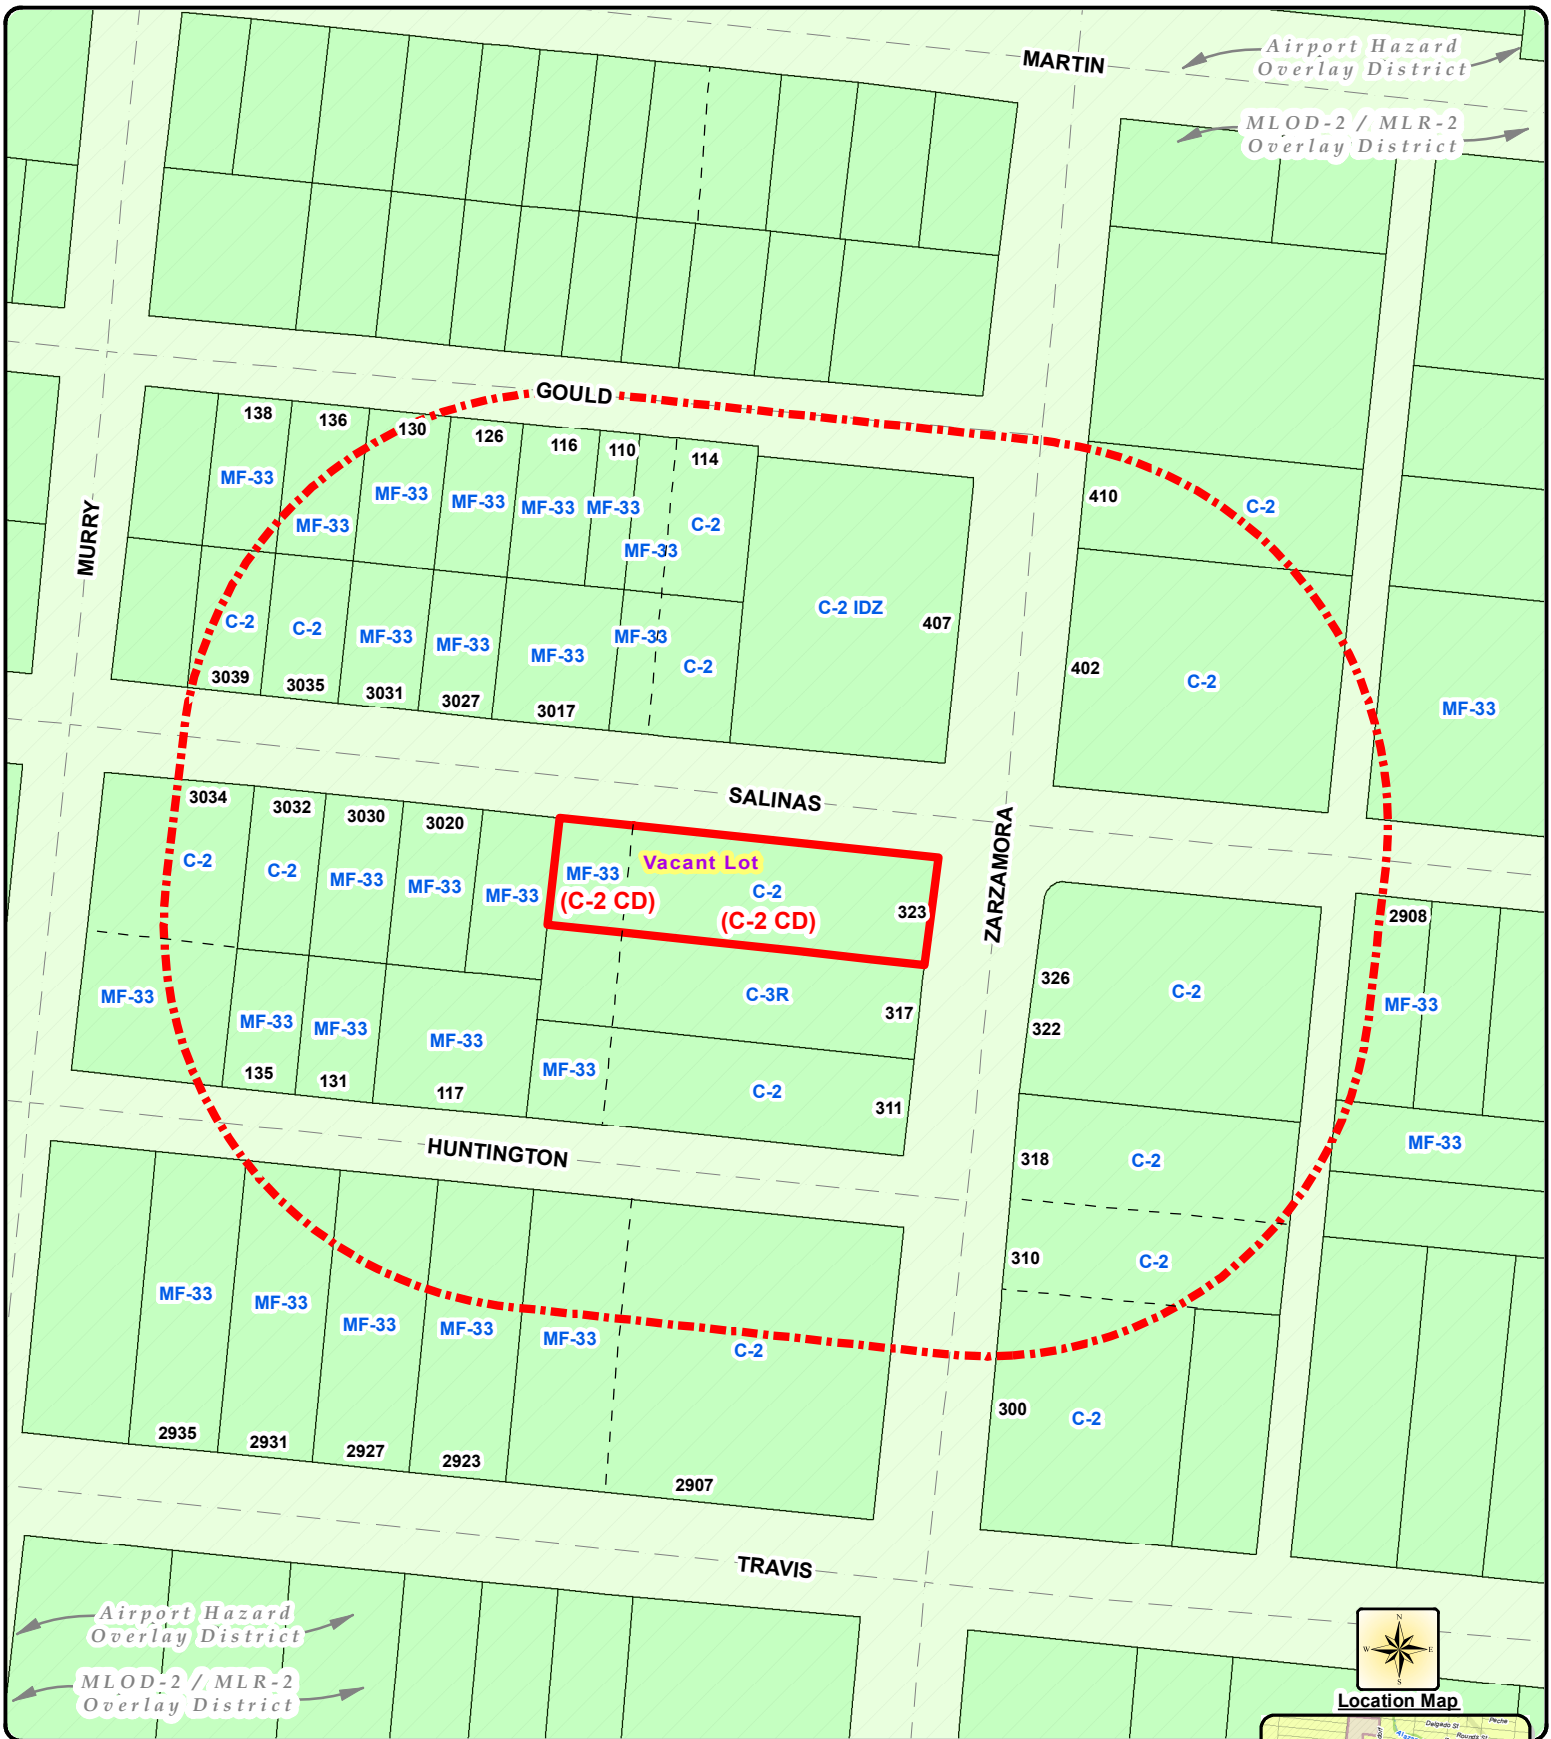 MARTIN
Airport Hazard
Overlay District
MLOD-2 / MLR-2
Overlay District
GOULD
138
136
130
126
116
110
114
MF-33
MF-33
MF-33
MF-33
MF-33
MF-33
MF-33
C-2
410
C-2
MURRY
C-2 IDZ
407
C-2
C-2
MF-33
MF-33
MF-33
MF-33
C-2
402
C-2
MF-33
3039
3035
3031
3027
3017
SALINAS
ZARZAMORA
3034
3032
3030
3020
C-2
C-2
MF-33
MF-33
MF-33
MF-33
Vacant Lot
C-2
(C-2 CD)
(C-2 CD)
323
2908
326
C-2
MF-33
C-3R
317
322
MF-33
MF-33
MF-33
MF-33
MF-33
C-2
311
135
131
117
HUNTINGTON
318
C-2
MF-33
310
C-2
MF-33
MF-33
MF-33
MF-33
MF-33
C-2
300
C-2
2935
2931
2927
2923
2907
TRAVIS
Airport Hazard
Overlay District
MLOD-2 / MLR-2
Overlay District
N
W
E
S
Location Map
Delgado St
Peche